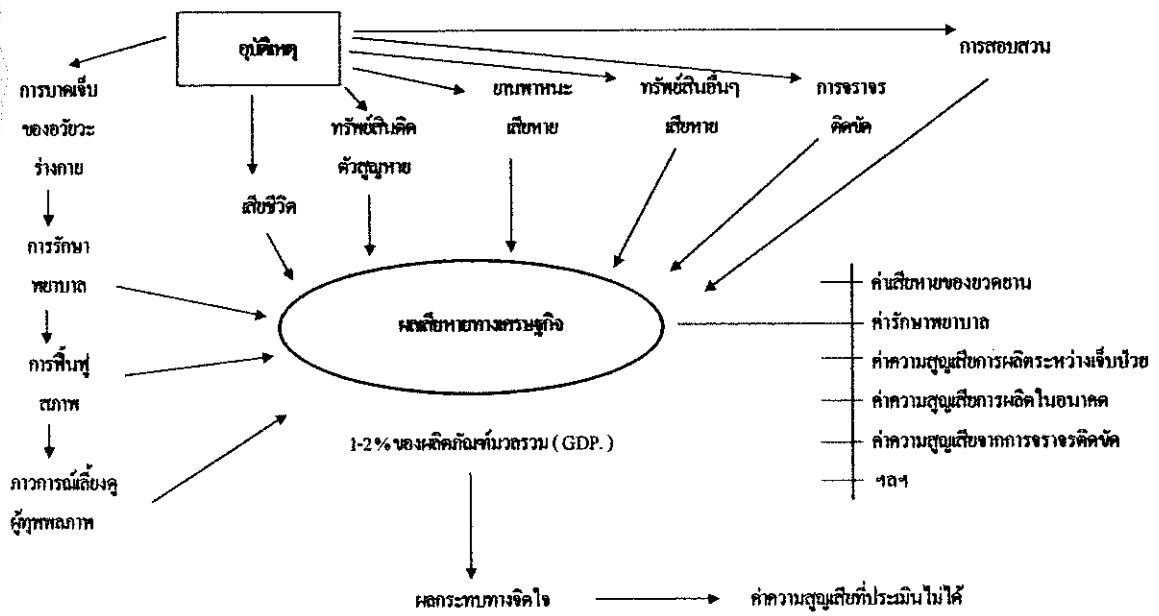 อุบัติเหตุ
การสอบสวน
การบาดเจ็บ
ของอวัยวะ
ร่างกาย
ทรัพย์สินติด
ตัวสูญหาย
ยานพาหนะ
เสียหาย
ทรัพย์สินอื่นๆ
เสียหาย
การจราจร
ติดขัด
เสียชีวิต
การรักษา
พยาบาล
การฟื้นฟู
สภาพ
ภาวการณ์เลี้ยงดู
ผู้ทุพพลภาพ
ผลเสียหายทางเศรษฐกิจ
1-2 % ของผลิตภัณฑ์มวลรวม ( GDP. )
ค่าเสียหายของยวดยาน
ค่ารักษาพยาบาล
ค่าความสูญเสียการผลิตระหว่างเจ็บป่วย
ค่าความสูญเสียการผลิตในอนาคต
ค่าความสูญเสียจากการจราจรติดขัด
ฯลฯ
ผลกระทบทางจิตใจ
ค่าความสูญเสียที่ประเมินไม่ได้